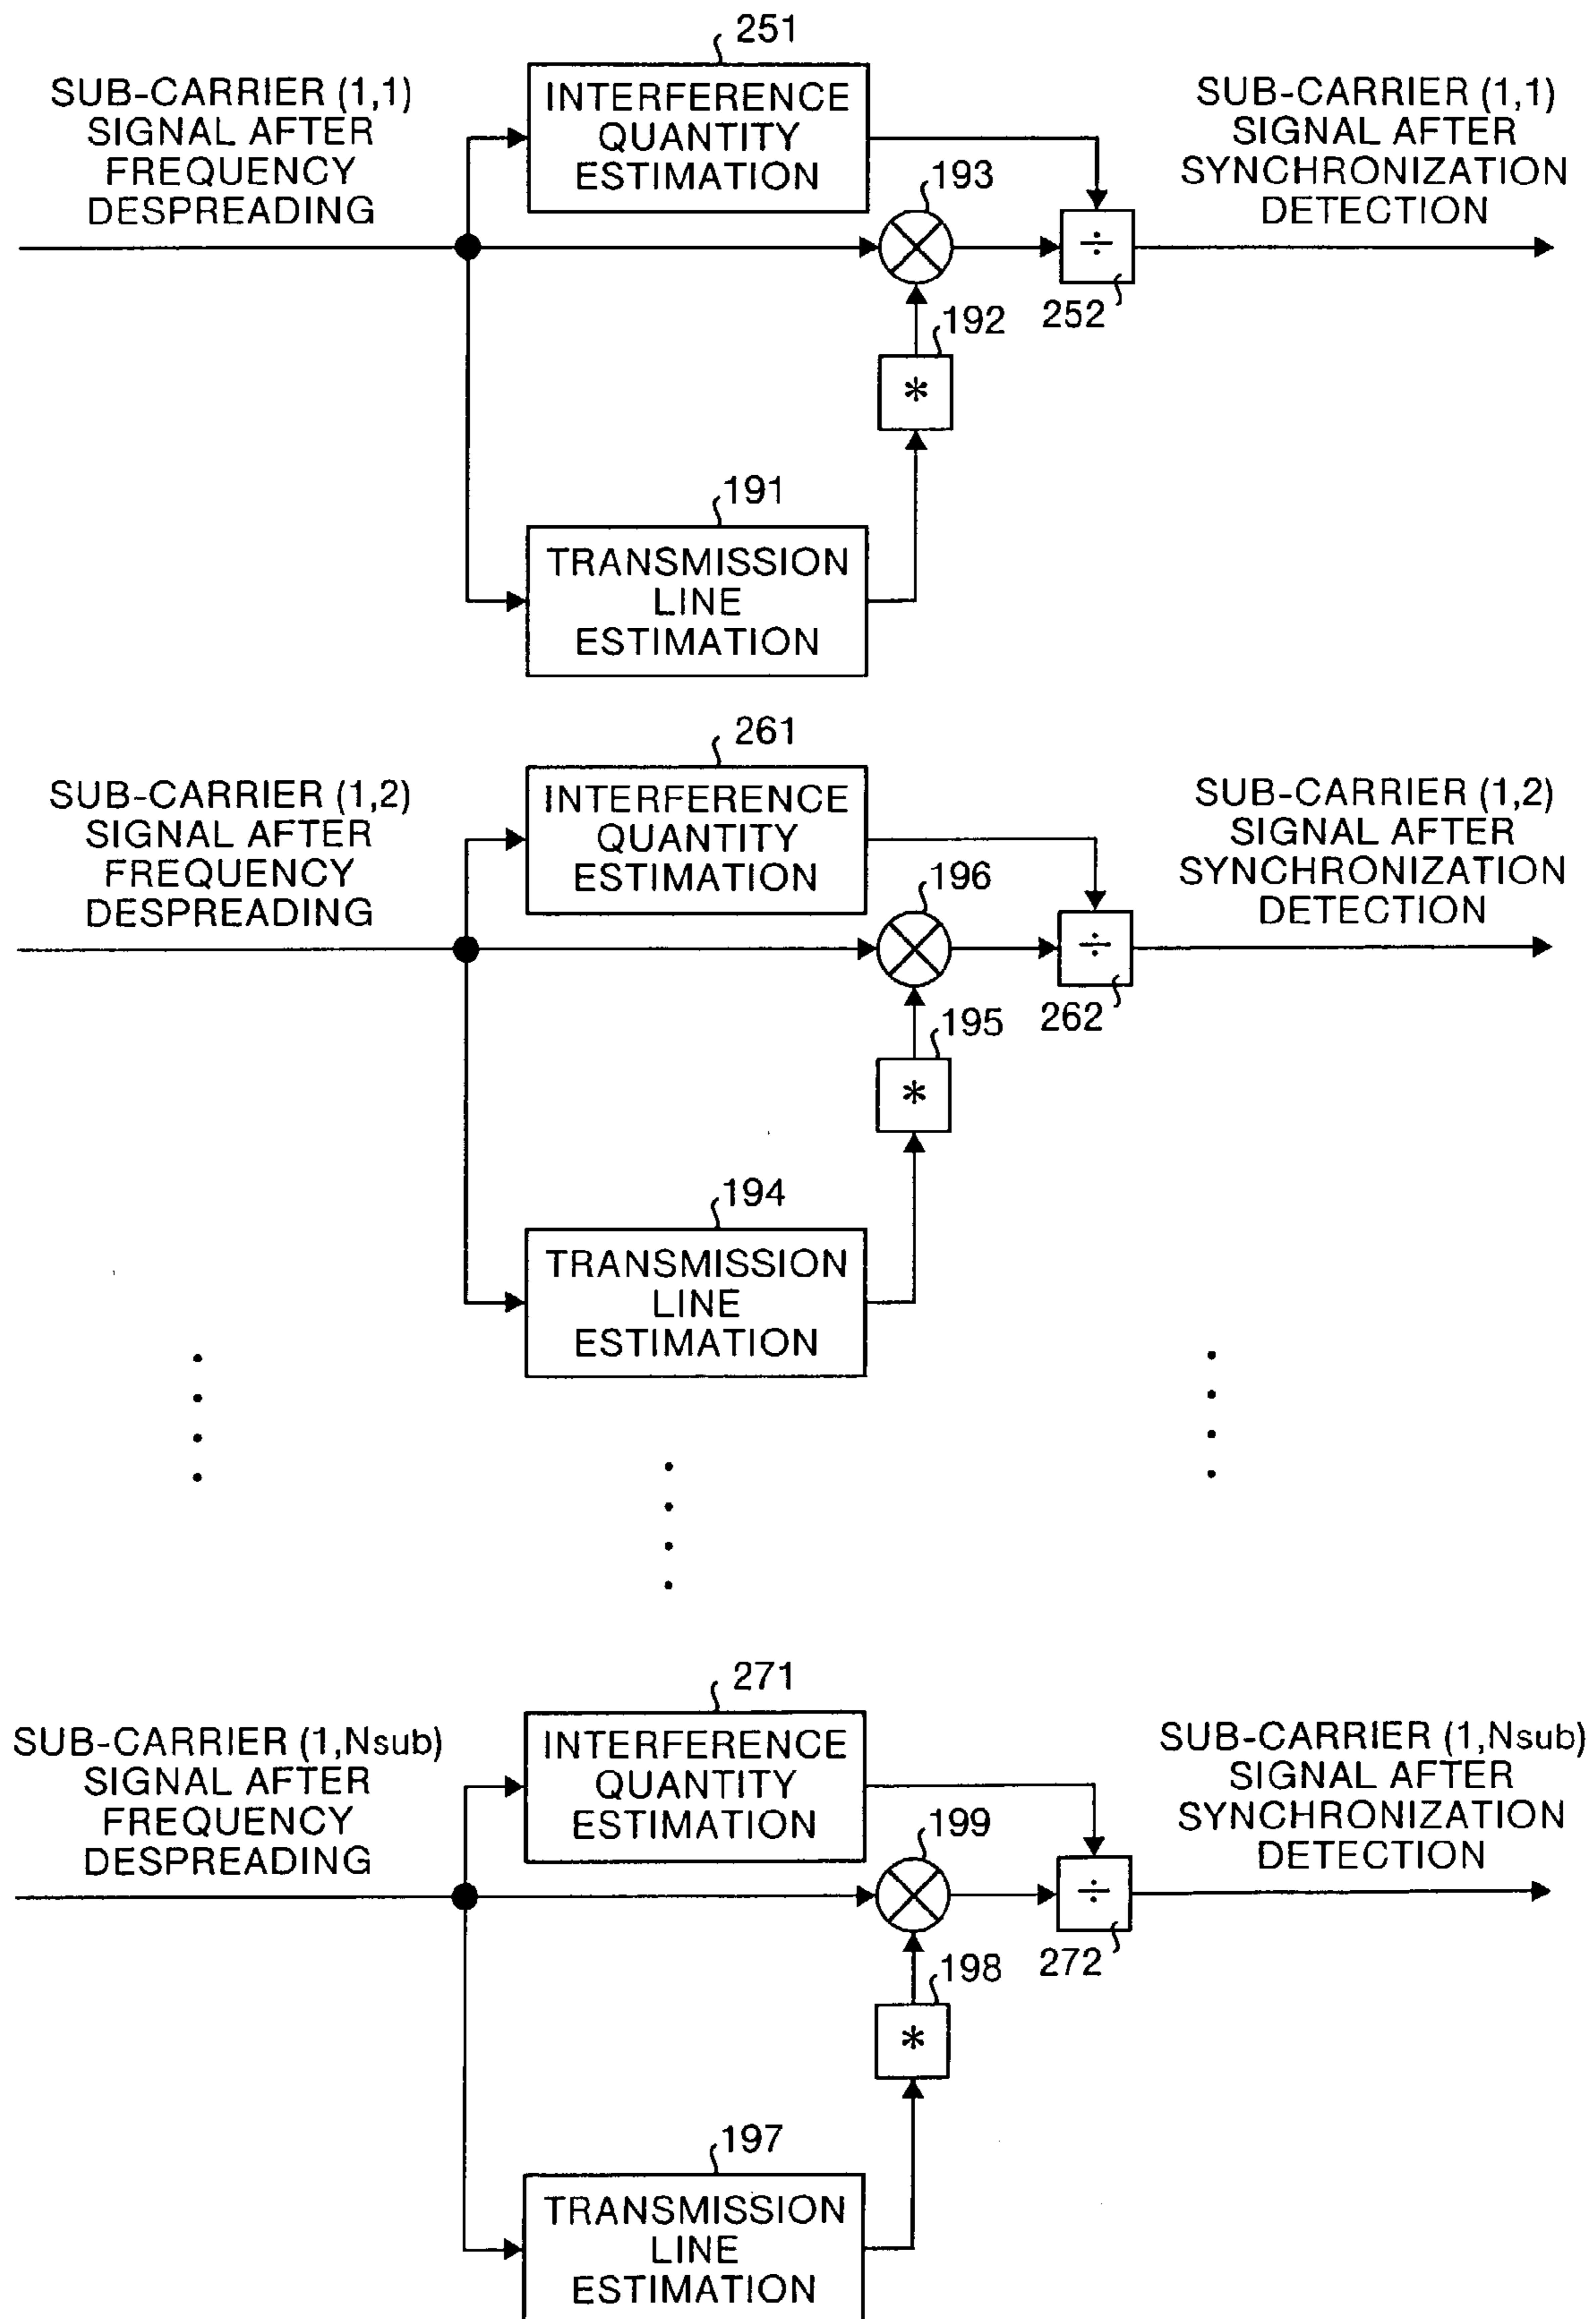 251
SUB-CARRIER (1,1)
SIGNAL AFTER
FREQUENCY
DESPREADING
INTERFERENCE
QUANTITY
ESTIMATION
SUB-CARRIER (1,1)
SIGNAL AFTER
SYNCHRONIZATION
DETECTION
193
÷
252
192
*
191
TRANSMISSION
LINE
ESTIMATION
261
SUB-CARRIER (1,2)
SIGNAL AFTER
FREQUENCY
DESPREADING
INTERFERENCE
QUANTITY
ESTIMATION
SUB-CARRIER (1,2)
SIGNAL AFTER
SYNCHRONIZATION
DETECTION
196
÷
262
195
*
194
TRANSMISSION
LINE
ESTIMATION
271
SUB-CARRIER (1,Nsub)
SIGNAL AFTER
FREQUENCY
DESPREADING
INTERFERENCE
QUANTITY
ESTIMATION
SUB-CARRIER (1,Nsub)
SIGNAL AFTER
SYNCHRONIZATION
DETECTION
199
÷
272
198
*
197
TRANSMISSION
LINE
ESTIMATION